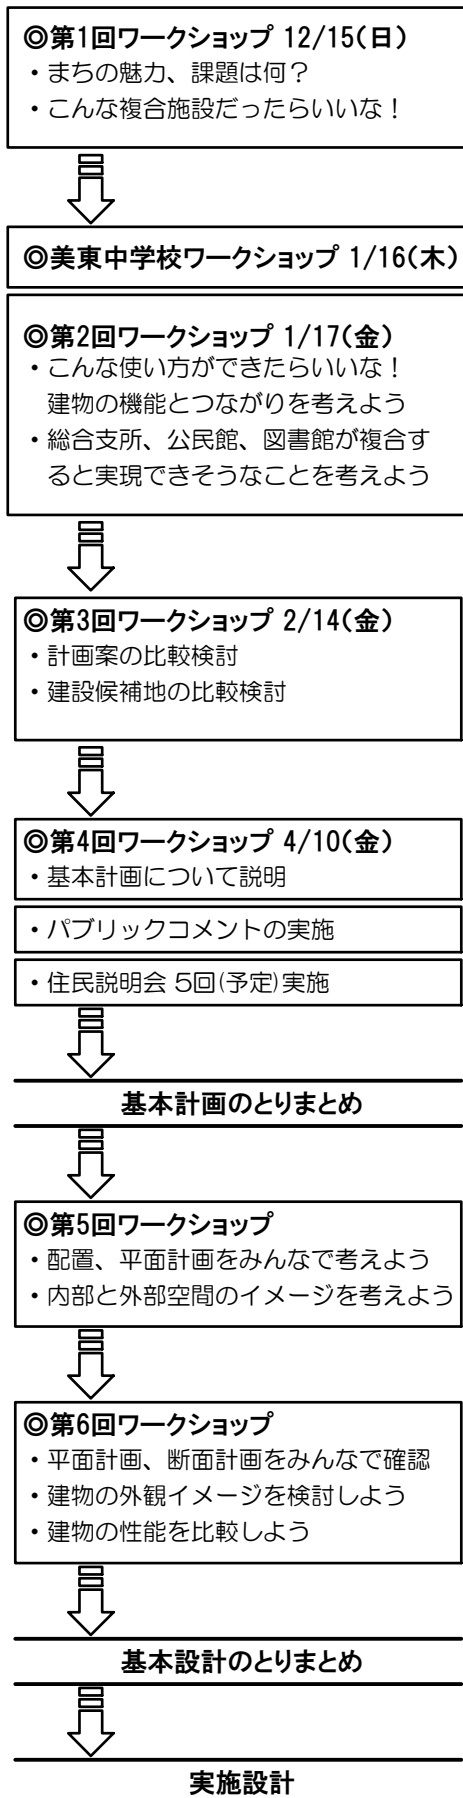 ◎第1回ワークショップ 12/15(日)
・まちの魅力、課題は何？
・こんな複合施設だったらいいな！
◎美東中学校ワークショップ 1/16(木)
◎第2回ワークショップ 1/17(金)
・こんな使い方ができたらいいな！
建物の機能とつながりを考えよう
・総合支所、公民館、図書館が複合す
ると実現できそうなことを考えよう
◎第3回ワークショップ 2/14(金)
・計画案の比較検討
・建設候補地の比較検討
◎第4回ワークショップ 4/10(金)
・基本計画について説明
・パブリックコメントの実施
・住民説明会 5回(予定)実施
基本計画のとりまとめ
◎第5回ワークショップ
・配置、平面計画をみんなで考えよう
・内部と外部空間のイメージを考えよう
◎第6回ワークショップ
・平面計画、断面計画をみんなで確認
・建物の外観イメージを検討しよう
・建物の性能を比較しよう
基本設計のとりまとめ
実施設計